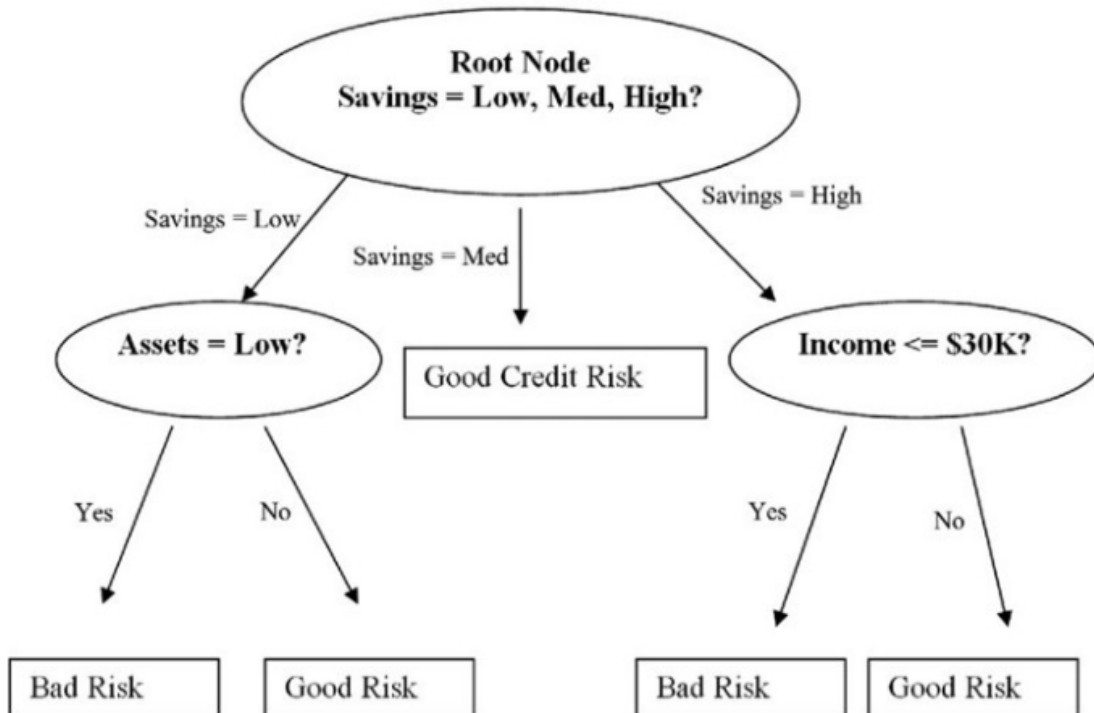 Root Node
Savings = Low, Med, High?
Savings = Low
Savings = Med
Savings = High
Assets = Low?
Good Credit Risk
Income <= $30K?
Yes
No
Yes
No
Bad Risk
Good Risk
Bad Risk
Good Risk